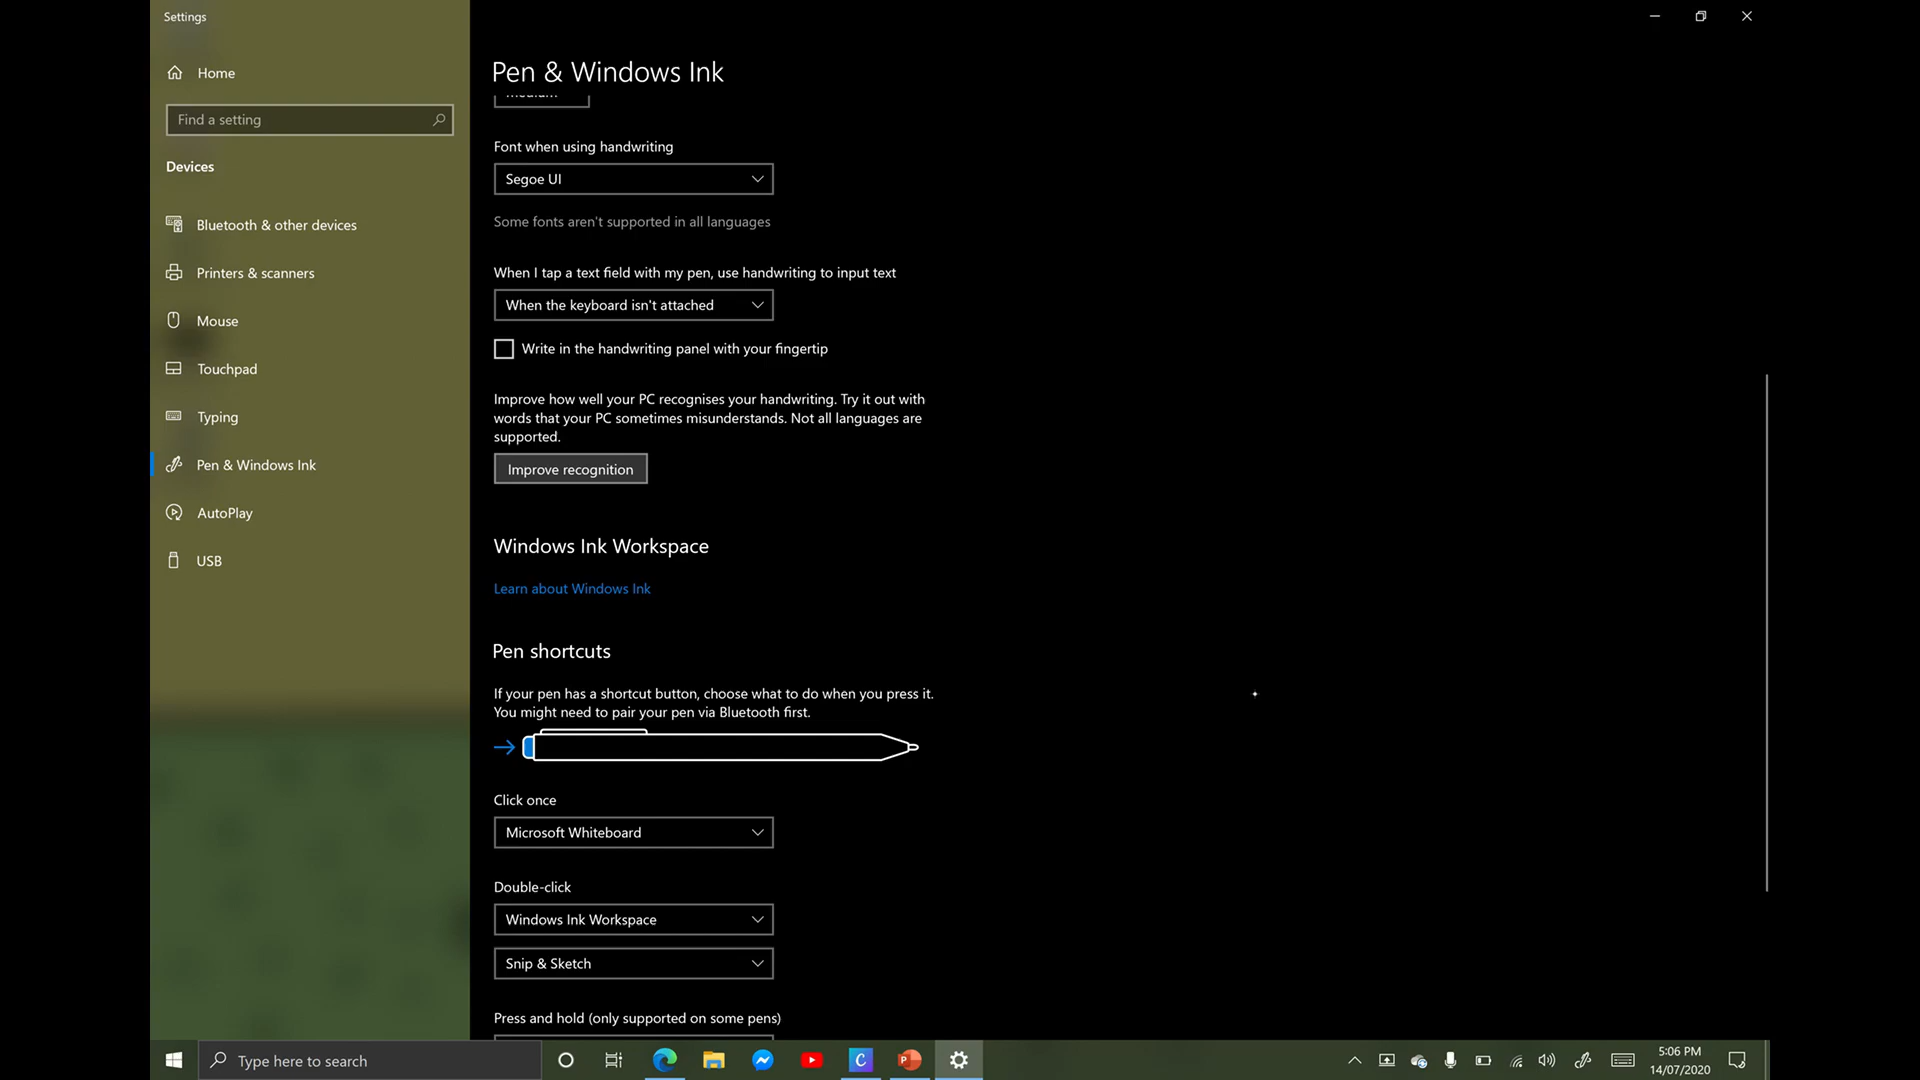 Settings
Home
Find a setting
Devices
Bluetooth & other devices
Printers & scanners
Mouse
Touchpad
Typing
Pen & Windows Ink
AutoPlay
USB
Pen & Windows Ink
Font when using handwriting
Segoe UI
Some fonts aren't supported in all languages
When I tap a text field with my pen, use handwriting to input text
When the keyboard isn't attached
Write in the handwriting panel with your fingertip
Improve how well your PC recognises your handwriting. Try it out with
words that your PC sometimes misunderstands. Not all languages are
supported.
Improve recognition
Windows Ink Workspace
Learn about Windows Ink
Pen shortcuts
If your pen has a shortcut button, choose what to do when you press it.
You might need to pair your pen via Bluetooth first.
Click once
Microsoft Whiteboard
Double-click
Windows Ink Workspace
Snip & Sketch
Press and hold (only supported on some pens)
Type here to search
5:06 PM
14/07/2020